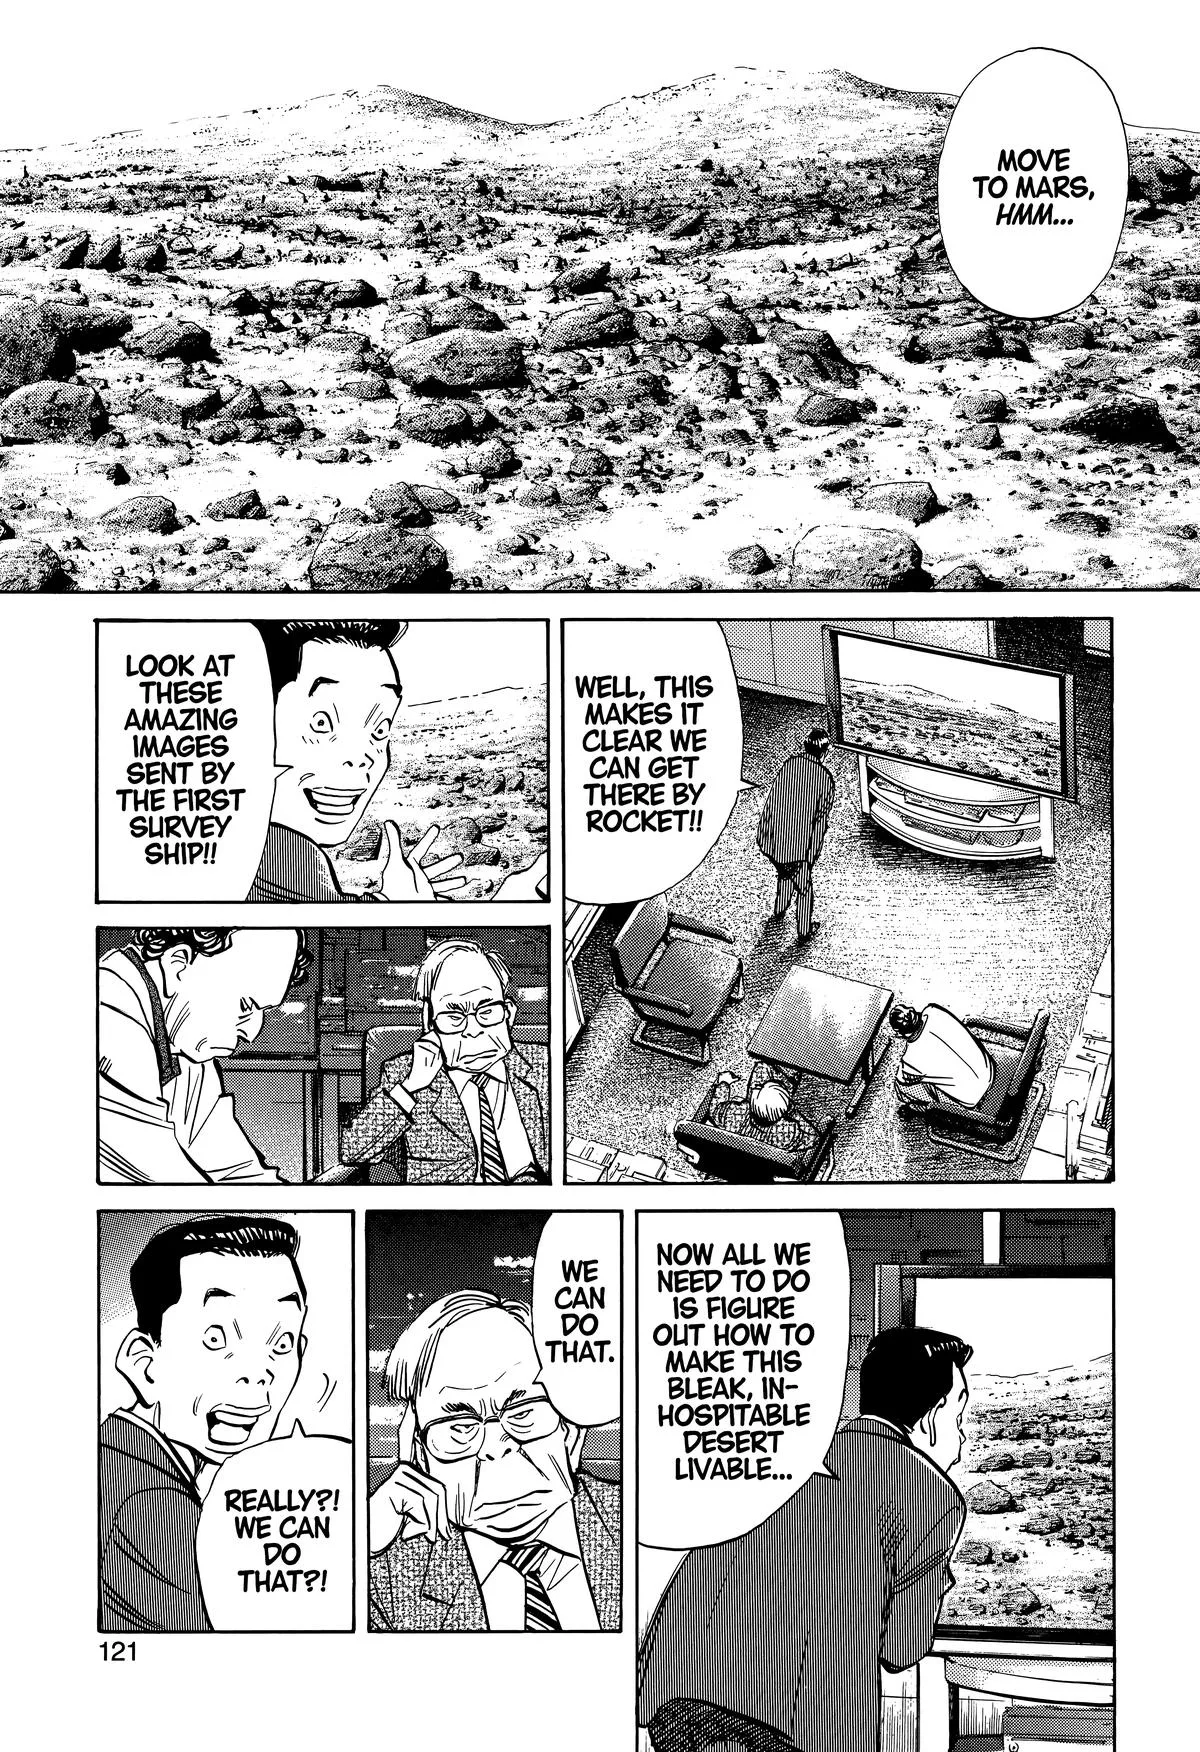 MOVE
TO MARS,
HMM...
WELL, THIS
MAKES IT
CLEAR WE
CAN GET
THERE BY
ROCKET!!
LOOK AT
THESE
AMAZING
IMAGES
SENT BY
THE FIRST
SURVEY
SHIP!!
NOW ALL WE
NEED TO DO
IS FIGURE
OUT HOW TO
MAKE THIS
BLEAK, IN-
HOSPITABLE
DESERT
LIVABLE...
WE
CAN
DO
THAT.
REALLY?!
WE CAN
DO
THAT?!
121